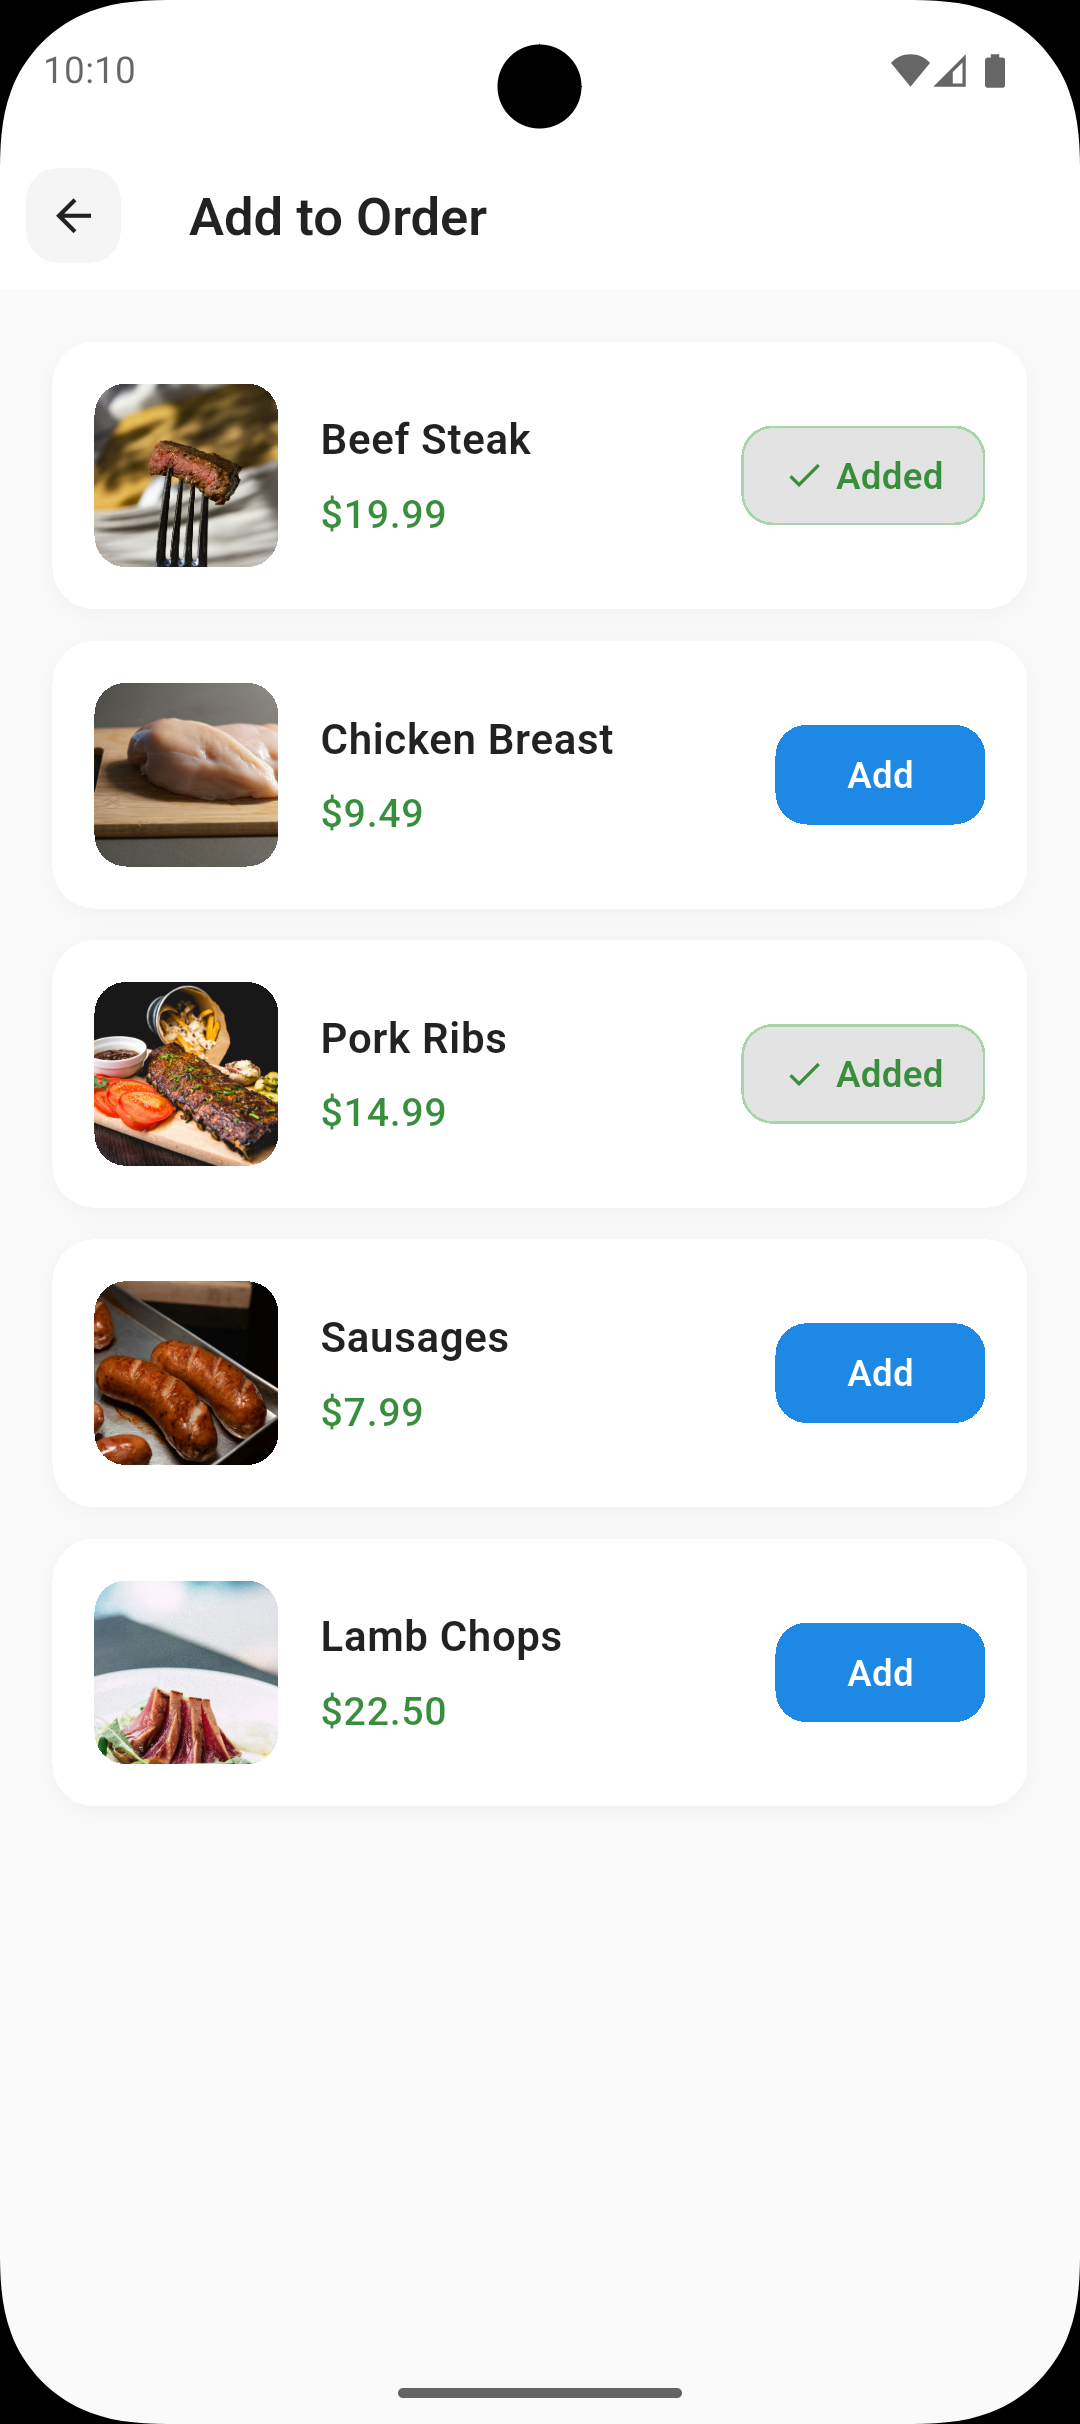 10:10
Add to Order
Beef Steak
$19.99
Added
Chicken Breast
$9.49
Add
Pork Ribs
$14.99
Added
Sausages
$7.99
Add
Lamb Chops
$22.50
Add